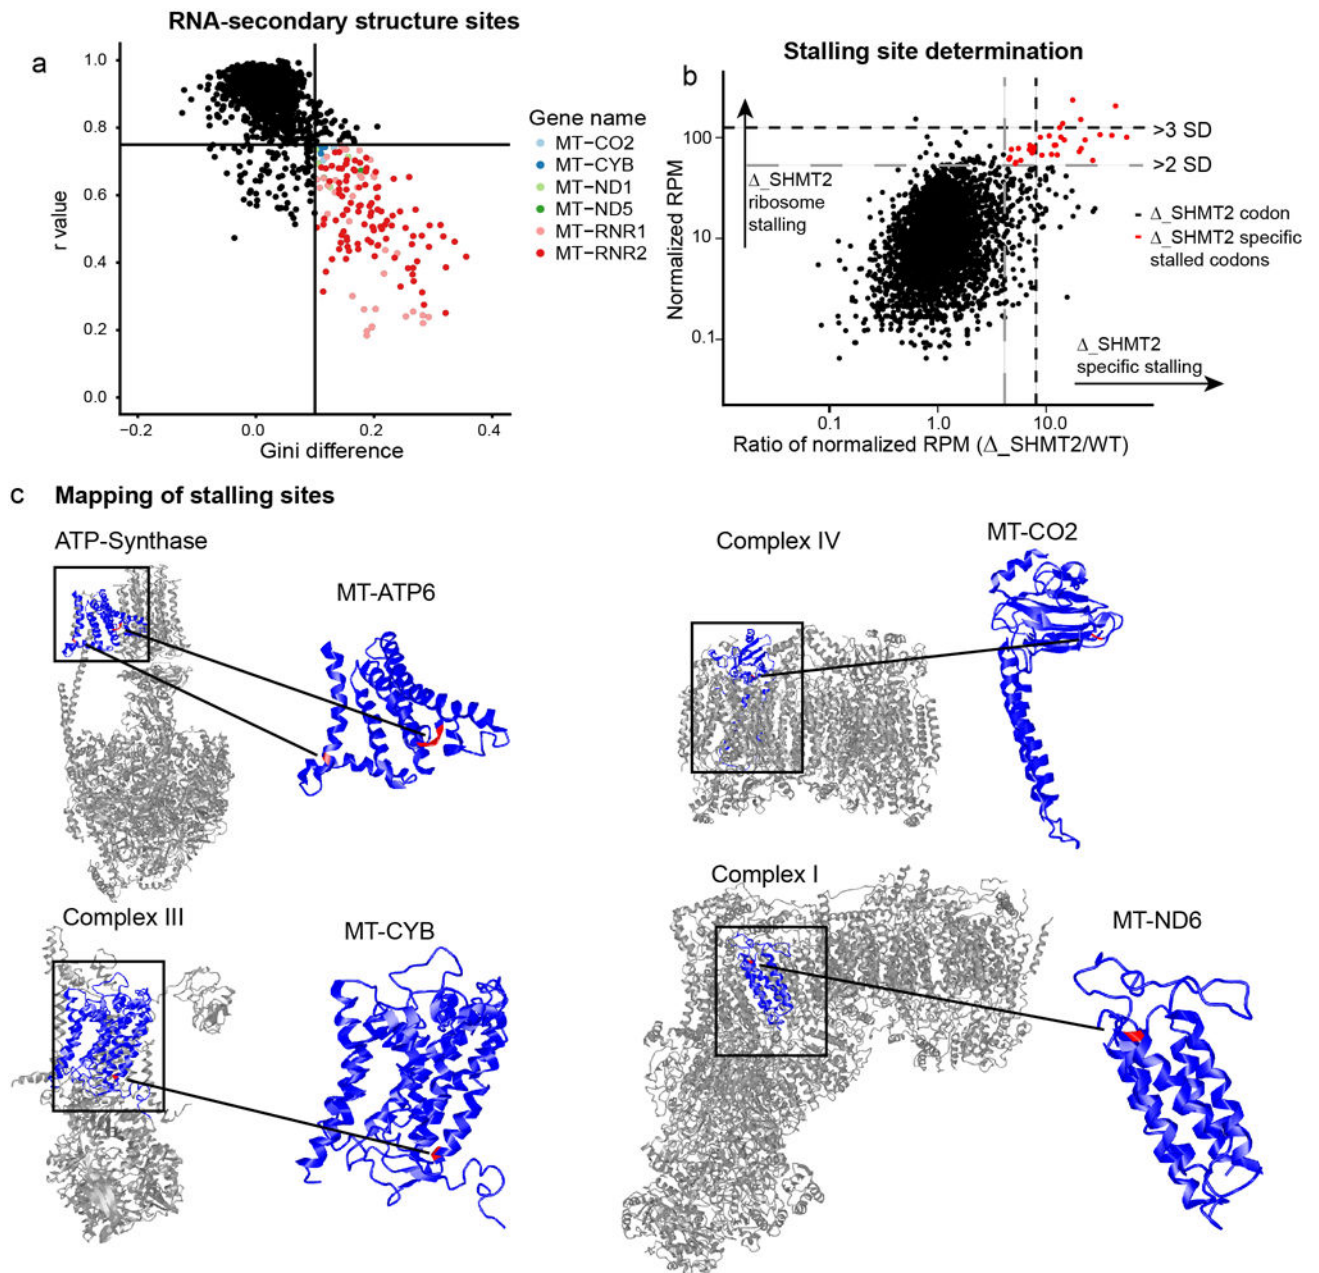 RNA-secondary structure sites
a
1.0
0.8
0.6
0.4
0.2
0.0
r value
−0.2
0.0
0.2
0.4
Gini difference
Gene name
MT−CO2
MT−CYB
MT−ND1
MT−ND5
MT−RNR1
MT−RNR2
Stalling site determination
b
100
10
0.1
Normalized RPM
Δ_SHMT2
ribosome
stalling
>3 SD
>2 SD
Δ_SHMT2 codon
Δ_SHMT2 specific
stalled codons
Δ_SHMT2
specific stalling
0.1
1.0
10.0
Ratio of normalized RPM (Δ_SHMT2/WT)
c Mapping of stalling sites
ATP-Synthase
MT-ATP6
Complex IV
MT-CO2
Complex III
MT-CYB
Complex I
MT-ND6